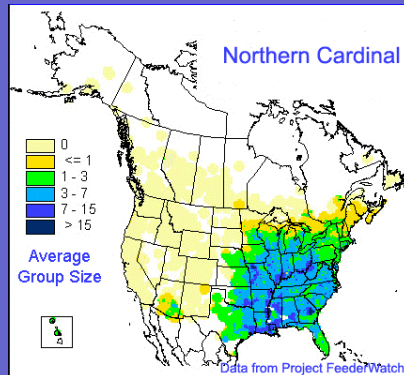 Northern Cardinal
0
<= 1
1 - 3
3 - 7
7 - 15
> 15
Average
Group Size
Data from Project FeederWatch